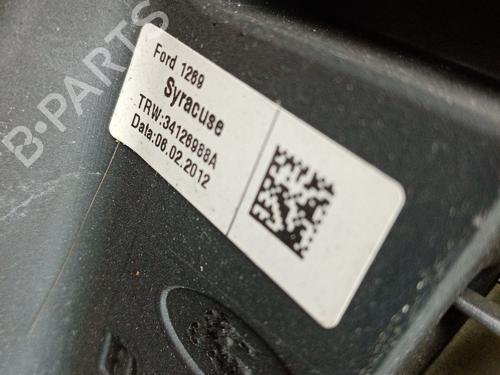 B-PARTS
Ford 1269
Syracuse
TRW:34126988A
Data:06.02.2012